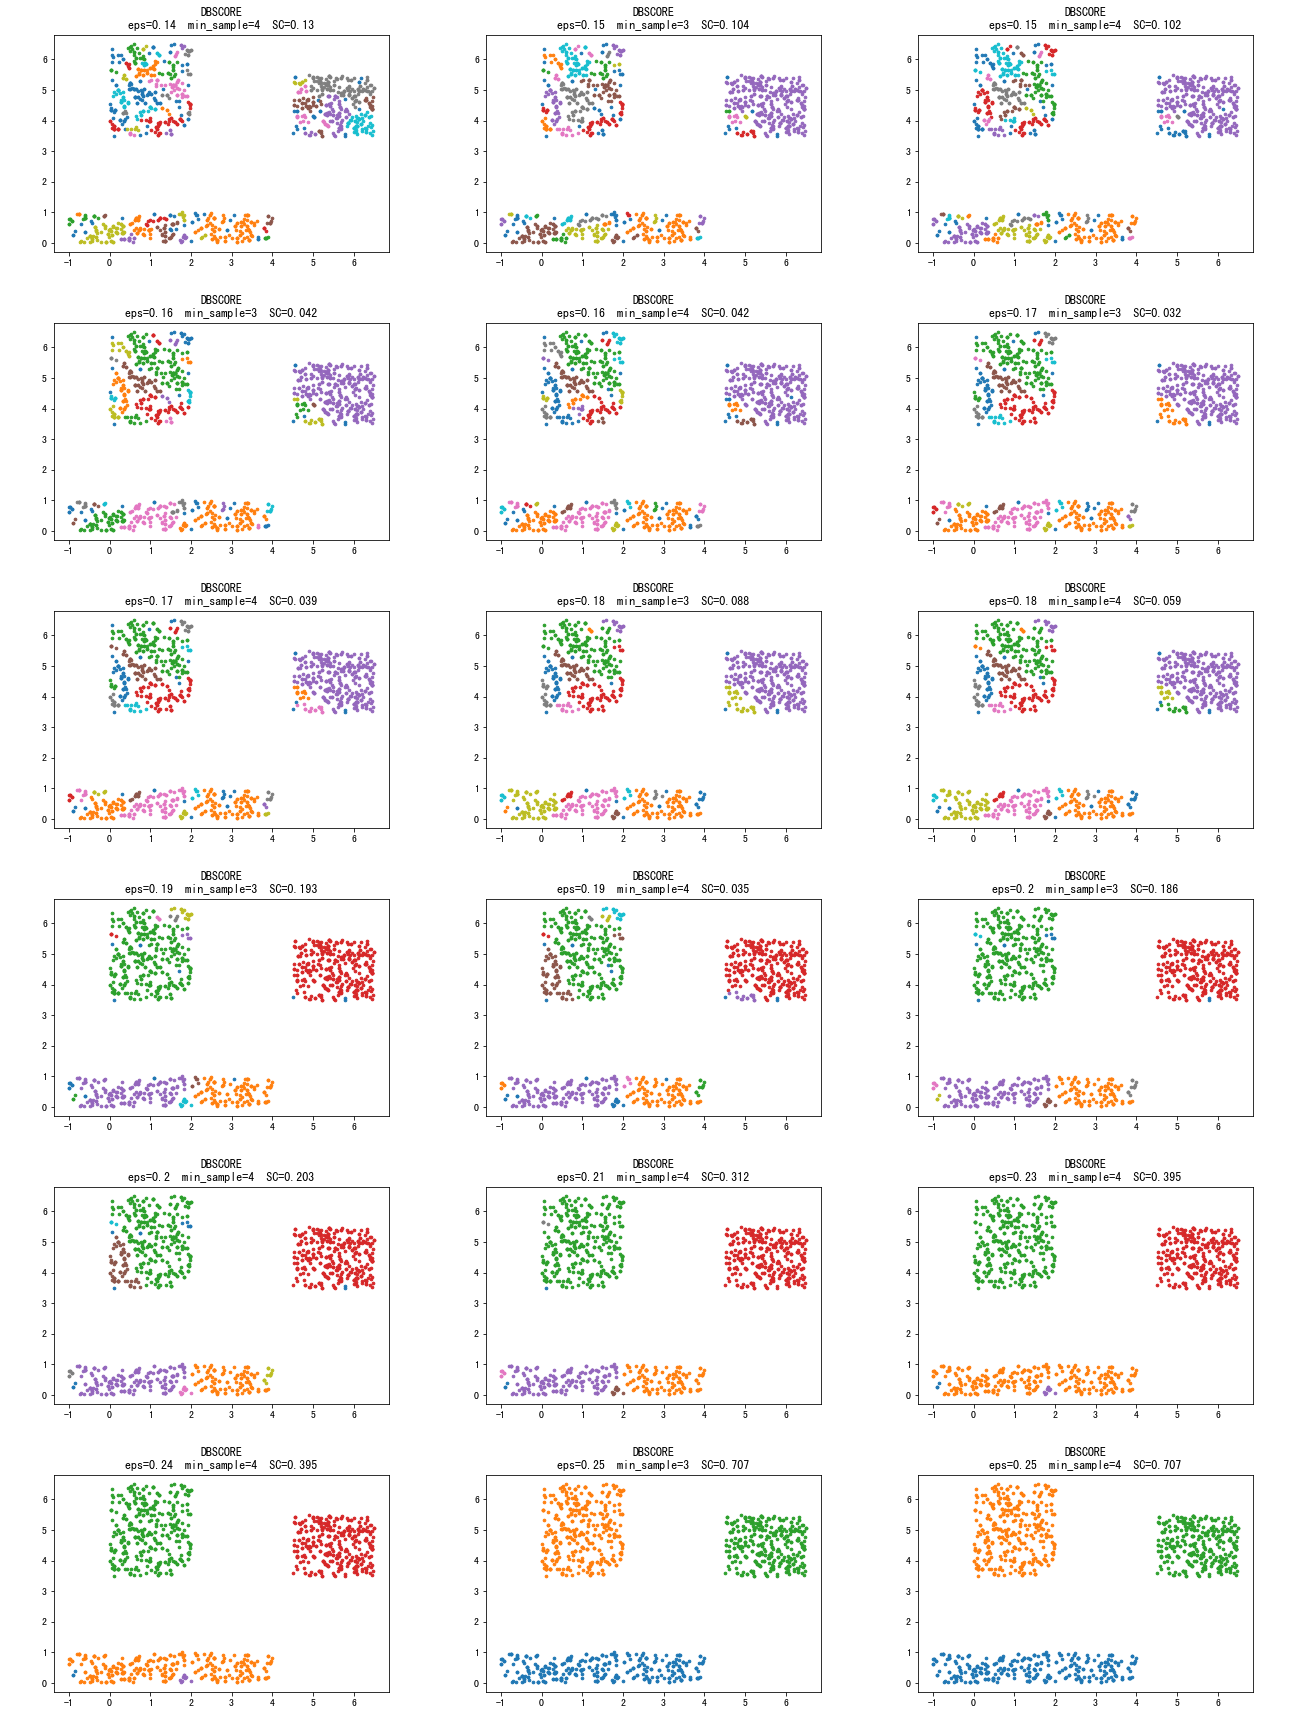 DBSCORE
eps=0.14 min_sample=4 SC=0.13
6
5
4
3
2
1
0
-1 0 1 2 3 4 5 6
DBSCORE
eps=0.15 min_sample=3 SC=0.104
6
5
4
3
2
1
0
-1 0 1 2 3 4 5 6
DBSCORE
eps=0.15 min_sample=4 SC=0.102
6
5
4
3
2
1
0
-1 0 1 2 3 4 5 6
DBSCORE
eps=0.16 min_sample=3 SC=0.042
6
5
4
3
2
1
0
-1 0 1 2 3 4 5 6
DBSCORE
eps=0.16 min_sample=4 SC=0.042
6
5
4
3
2
1
0
-1 0 1 2 3 4 5 6
DBSCORE
eps=0.17 min_sample=3 SC=0.032
6
5
4
3
2
1
0
-1 0 1 2 3 4 5 6
DBSCORE
eps=0.17 min_sample=4 SC=0.039
6
5
4
3
2
1
0
-1 0 1 2 3 4 5 6
DBSCORE
eps=0.18 min_sample=3 SC=0.088
6
5
4
3
2
1
0
-1 0 1 2 3 4 5 6
DBSCORE
eps=0.18 min_sample=4 SC=0.059
6
5
4
3
2
1
0
-1 0 1 2 3 4 5 6
DBSCORE
eps=0.19 min_sample=3 SC=0.193
6
5
4
3
2
1
0
-1 0 1 2 3 4 5 6
DBSCORE
eps=0.19 min_sample=4 SC=0.035
6
5
4
3
2
1
0
-1 0 1 2 3 4 5 6
DBSCORE
eps=0.2 min_sample=3 SC=0.186
6
5
4
3
2
1
0
-1 0 1 2 3 4 5 6
DBSCORE
eps=0.2 min_sample=4 SC=0.203
6
5
4
3
2
1
0
-1 0 1 2 3 4 5 6
DBSCORE
eps=0.21 min_sample=4 SC=0.312
6
5
4
3
2
1
0
-1 0 1 2 3 4 5 6
DBSCORE
eps=0.23 min_sample=4 SC=0.395
6
5
4
3
2
1
0
-1 0 1 2 3 4 5 6
DBSCORE
eps=0.24 min_sample=4 SC=0.395
6
5
4
3
2
1
0
-1 0 1 2 3 4 5 6
DBSCORE
eps=0.25 min_sample=3 SC=0.707
6
5
4
3
2
1
0
-1 0 1 2 3 4 5 6
DBSCORE
eps=0.25 min_sample=4 SC=0.707
6
5
4
3
2
1
0
-1 0 1 2 3 4 5 6